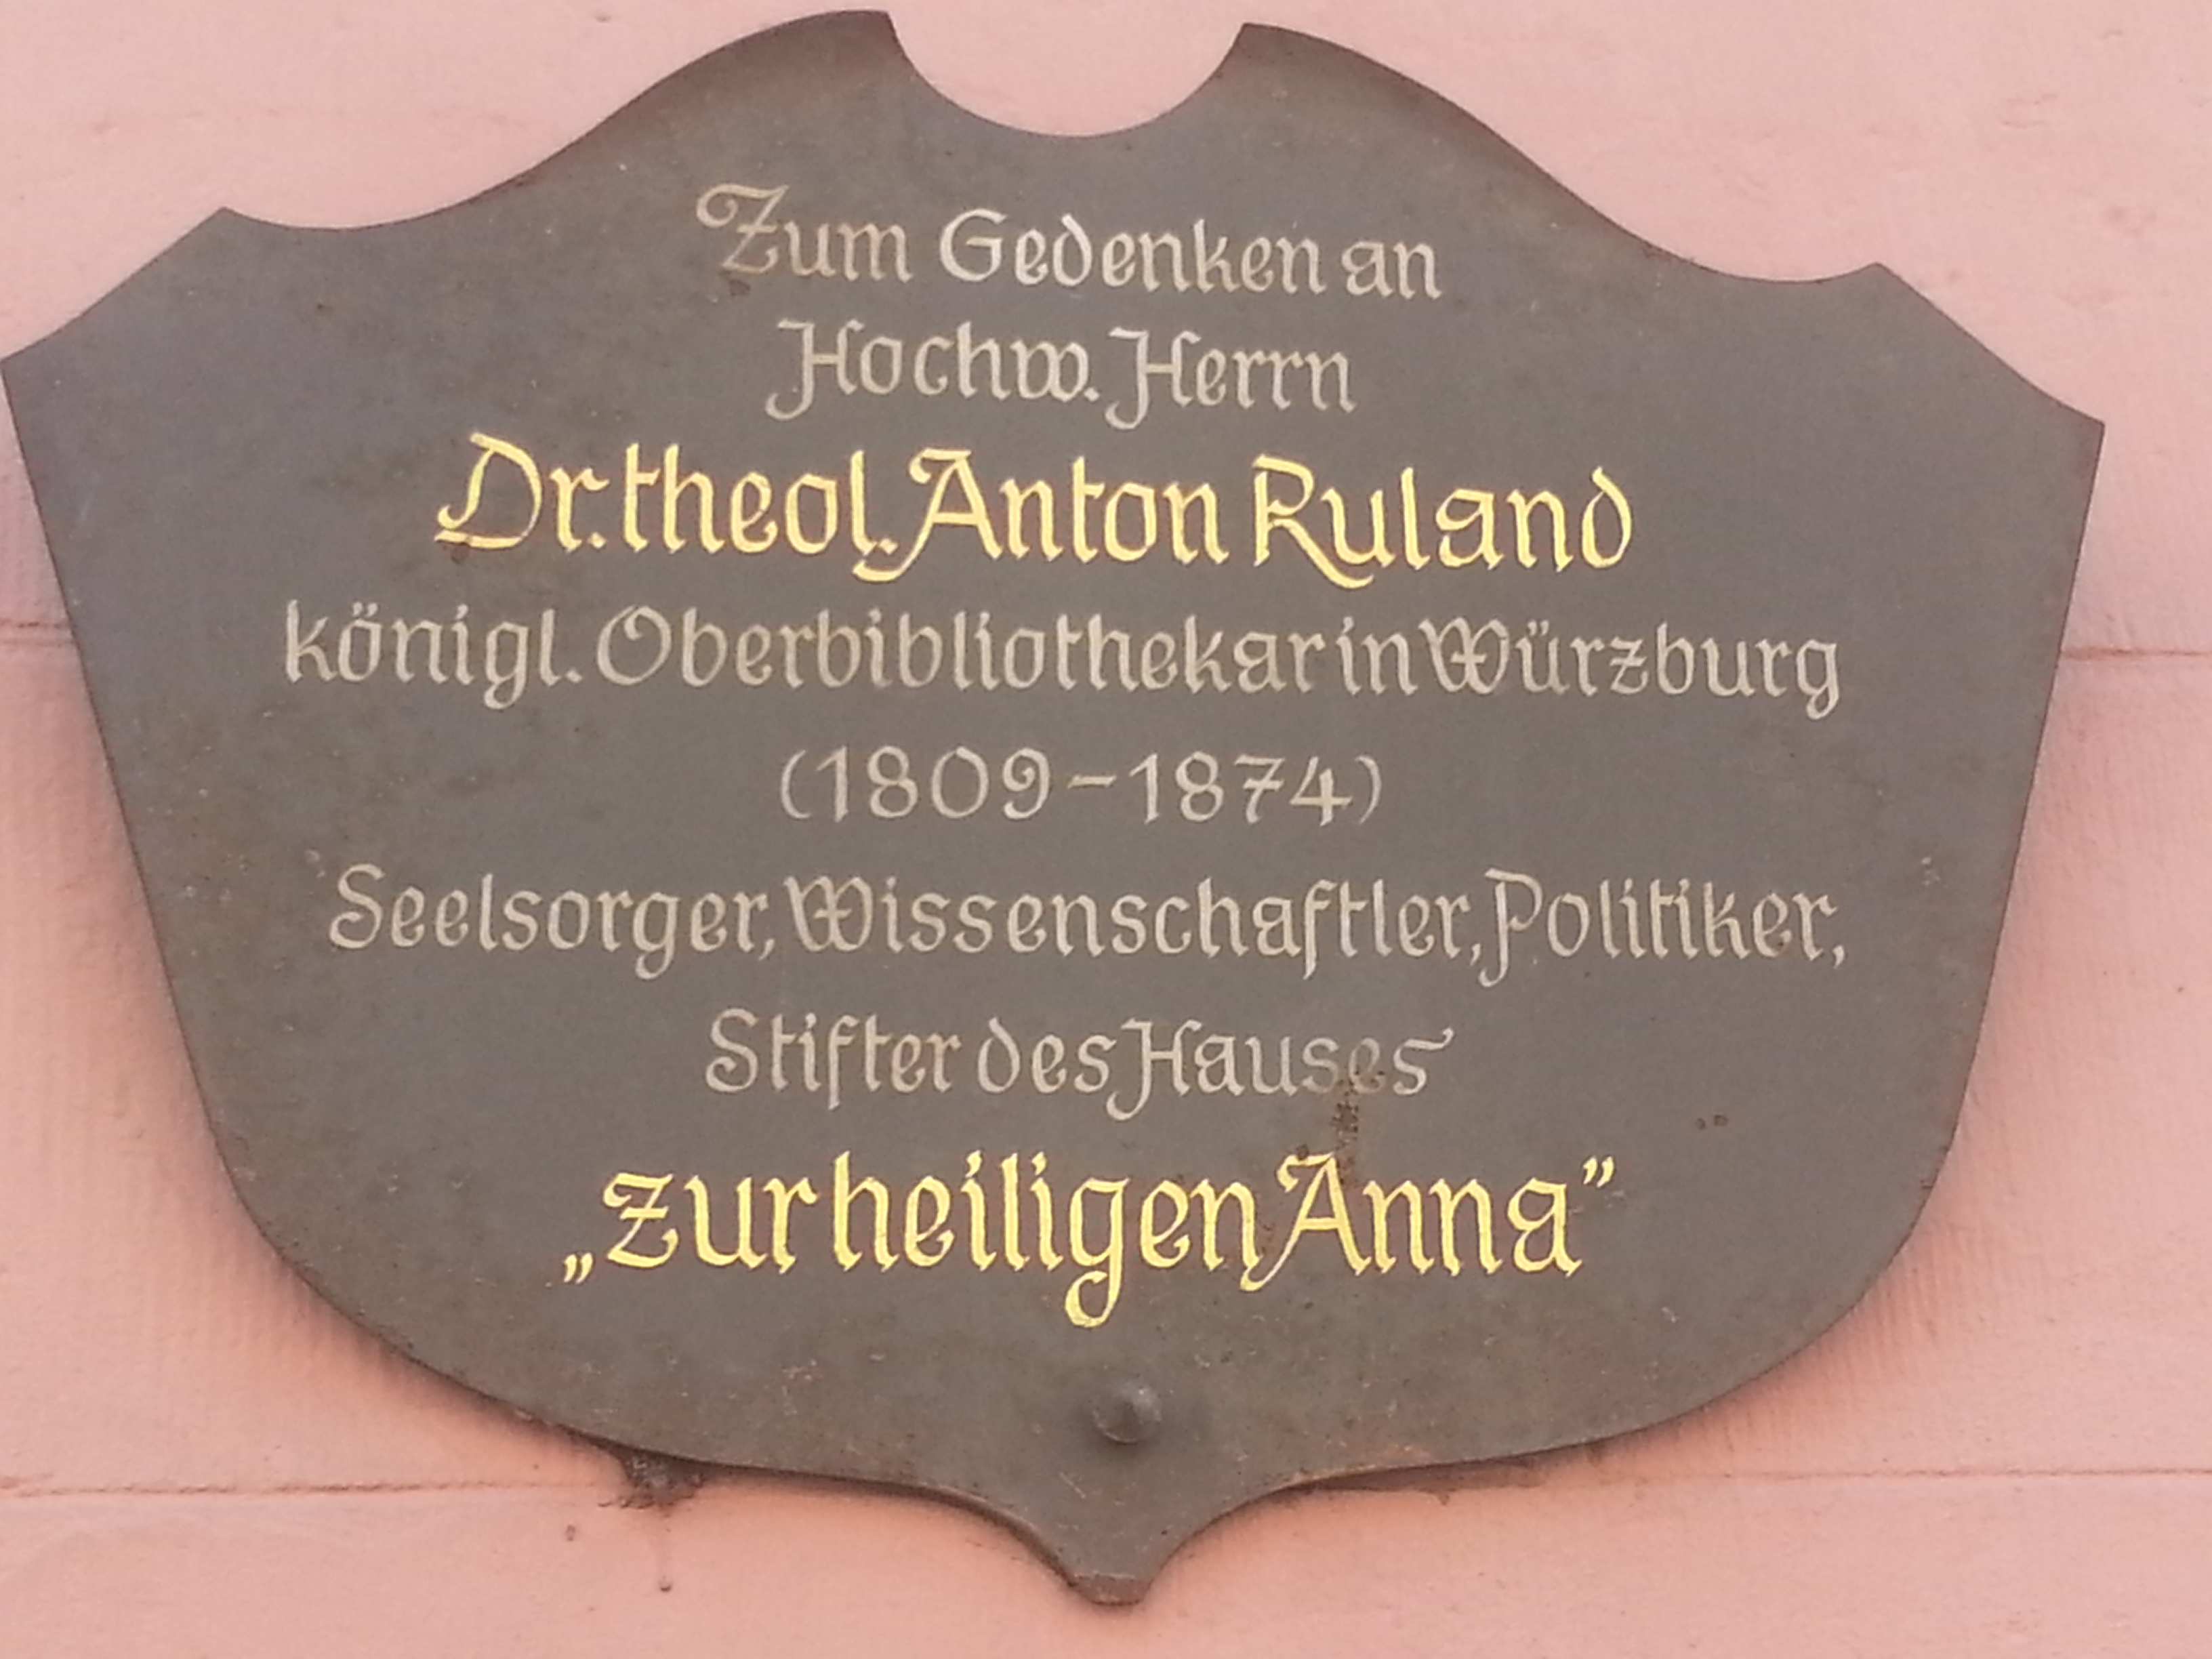 Zum Gedenken an
Hochw. Herrn
Dr. theol. Anton Ruland
königl. Oberbibliothekar in Würzburg
(1809-1874)
Seelsorger, Wissenschaftler, Politiker,
Stifter des Hauses
„zur heiligen Anna”